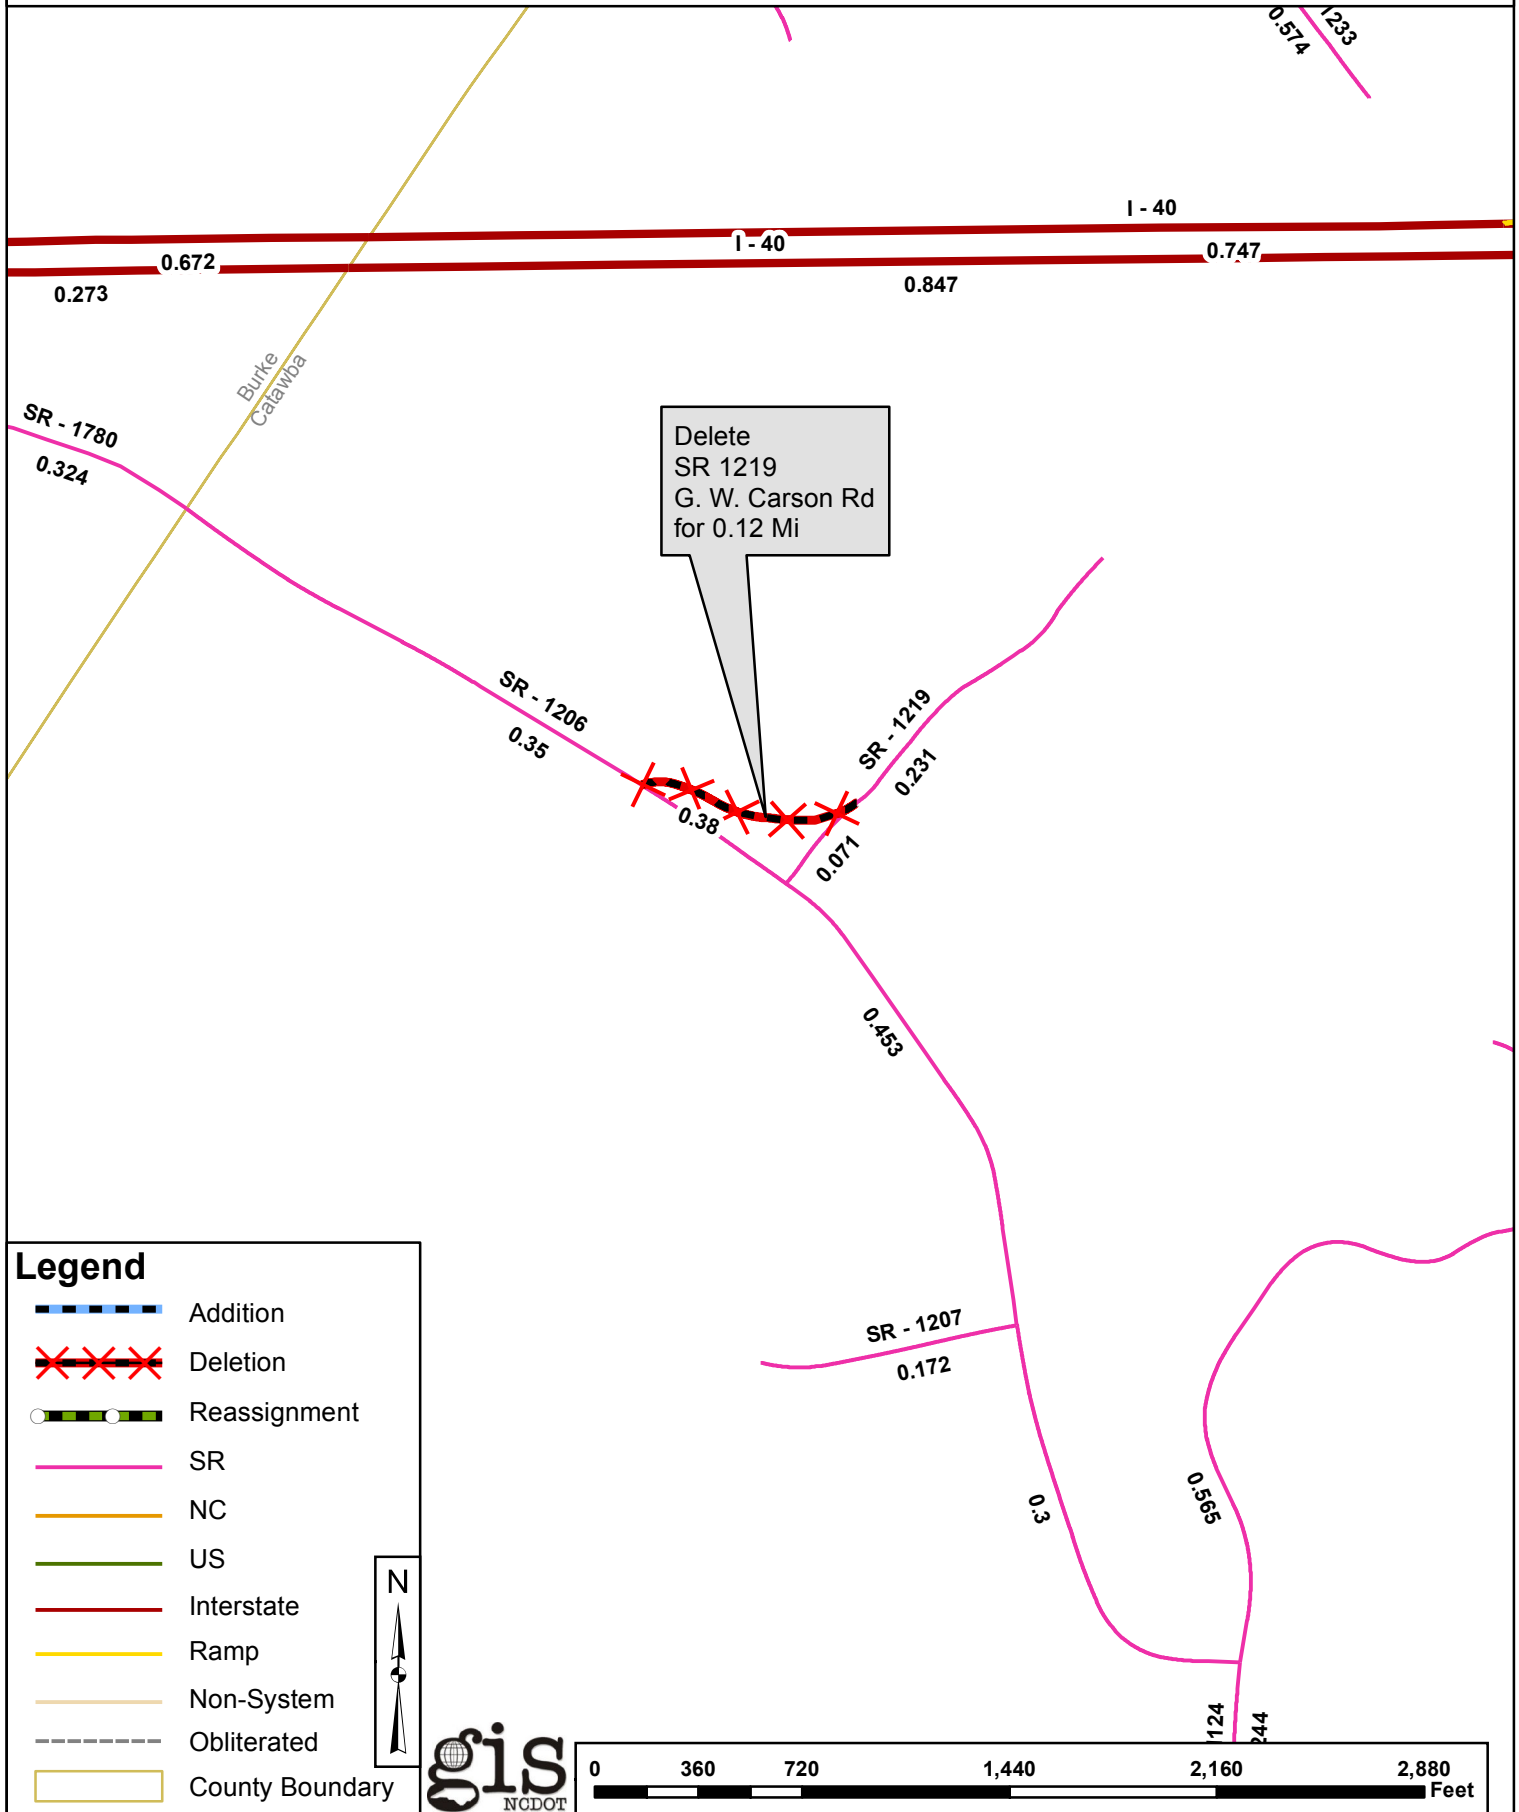 1233
0.574
I - 40
I - 40
0.672
0.747
0.273
0.847
Burke
Catawba
SR - 1780
0.324
Delete
SR 1219
G. W. Carson Rd
for 0.12 Mi
SR - 1206
0.35
SR - 1219
0.231
0.38
0.071
0.453
SR - 1207
0.172
0.3
0.565
Legend
Addition
Deletion
Reassignment
SR
NC
US
Interstate
Ramp
Non-System
Obliterated
County Boundary
N
gis
NCDOT
124
244
0 360 720 1,440 2,160 2,880
Feet